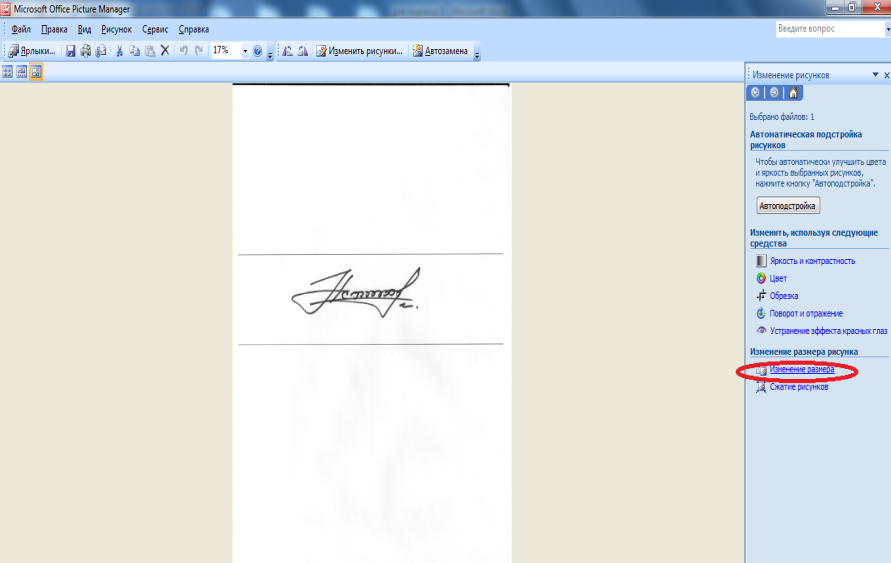 Microsoft Office Picture Manager
Файл Правка Вид Рисунок Сервис Справка
Введите вопрос
Ярлыки... 17% Изменить рисунки... Автозамена
Изменение рисунков
Выбрано файлов: 1
Автоматическая подстройка
рисунков
Чтобы автоматически улучшить цвета
и яркость выбранных рисунков,
нажмите кнопку "Автоподстройка".
Автоподстройка
Изменить, используя следующие
средства
Яркость и контрастность
Цвет
Обрезка
Поворот и отражение
Устранение эффекта красных глаз
Изменение размера рисунка
Изменение размера
Сжатие рисунков